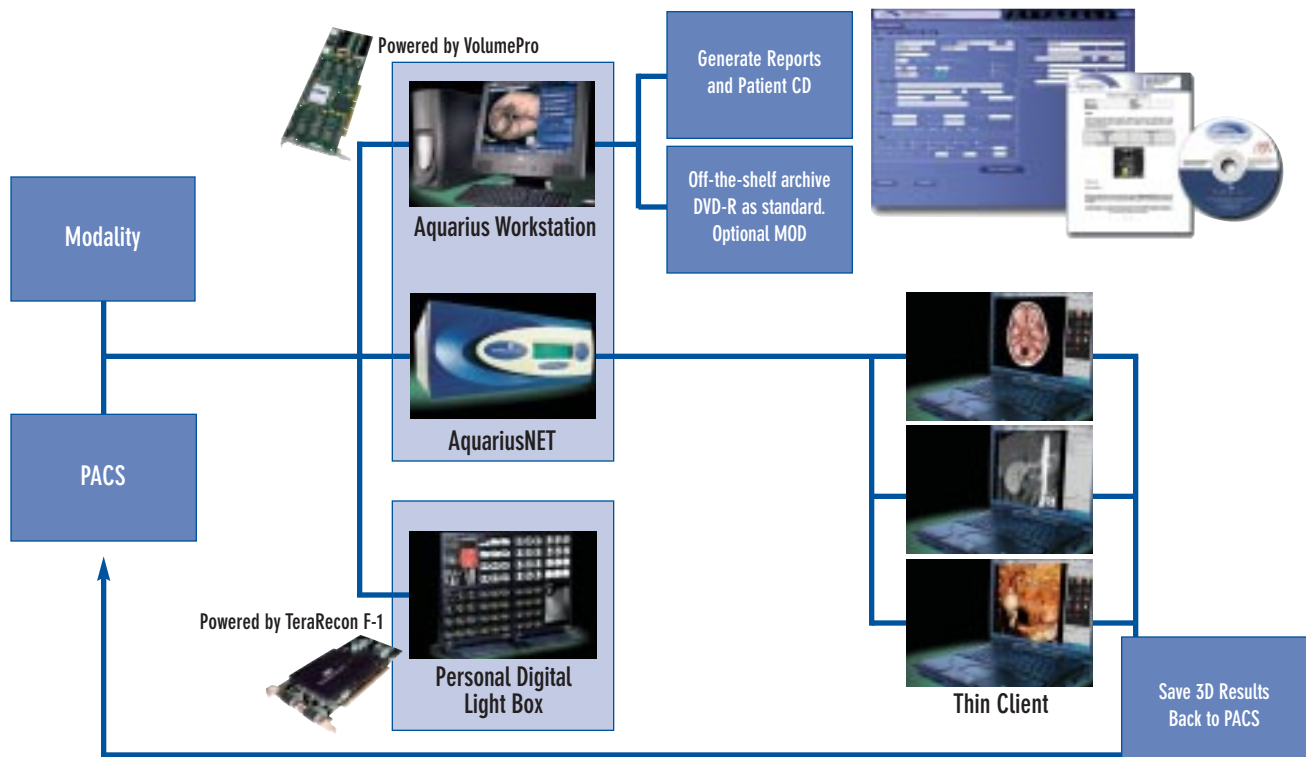 Powered by VolumePro
Generate Reports
and Patient CD
Off-the-shelf archive
DVD-R as standard.
Optional MOD
Modality
Aquarius Workstation
AquariusNET
PACS
Powered by TeraRecon F-1
Personal Digital
Light Box
Thin Client
Save 3D Results
Back to PACS